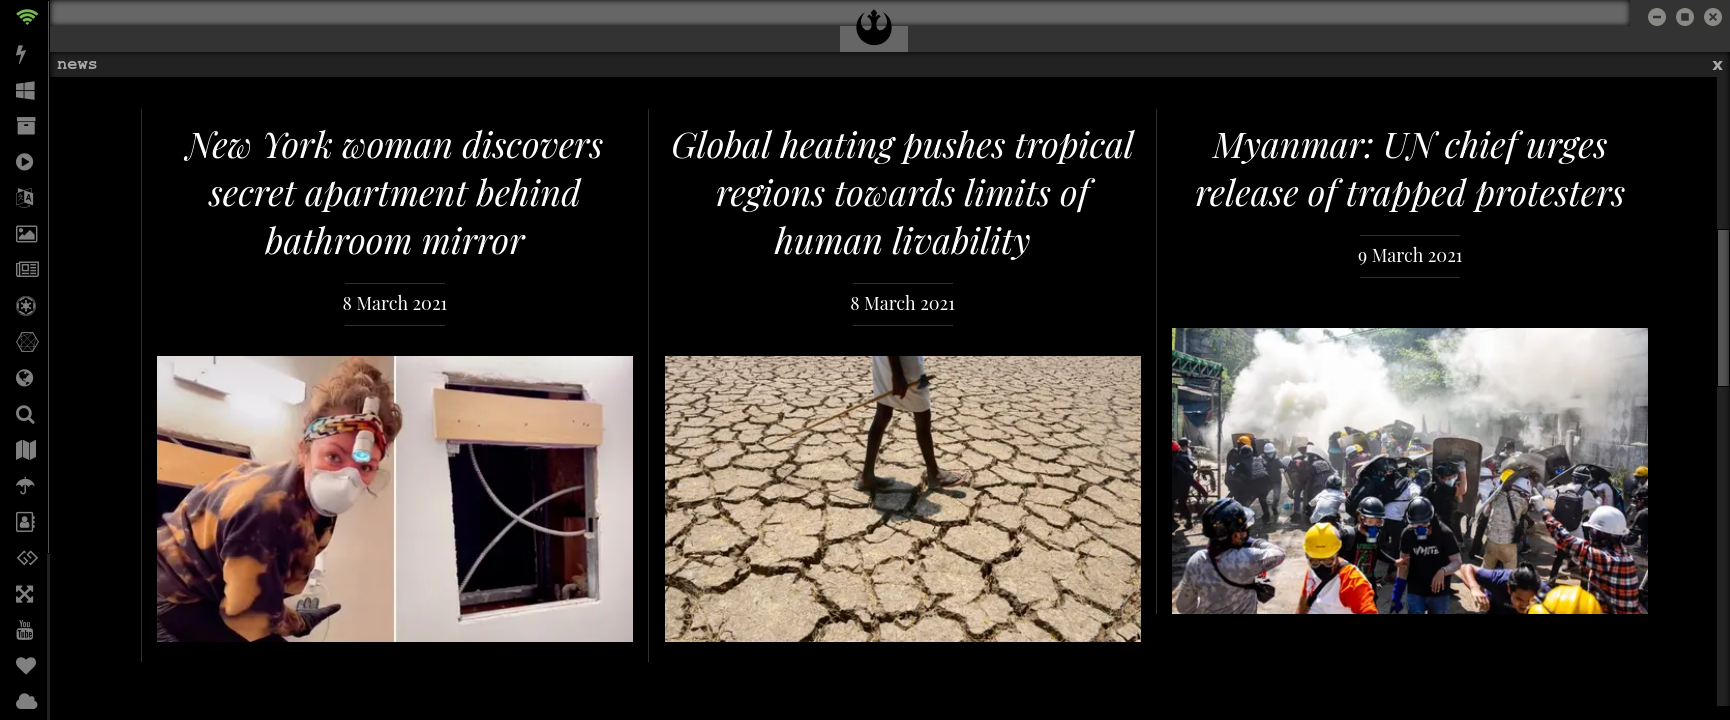 news
x
New York woman discovers
secret apartment behind
bathroom mirror
8 March 2021
Global heating pushes tropical
regions towards limits of
human livability
8 March 2021
Myanmar: UN chief urges
release of trapped protesters
9 March 2021
WHITE
You
Tube